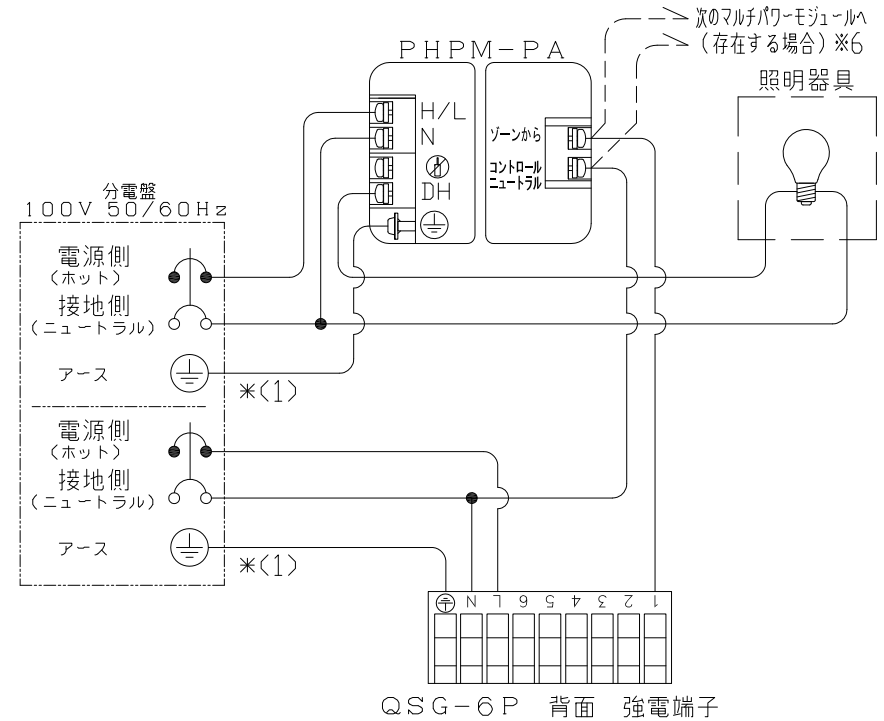 次のマルチパワーモジュールへ
(存在する場合)※6
PHPM-PA
照明器具
H/L
N
DH
ゾーンから
コントロール
ニュートラル
分電盤
100V 50/60Hz
電源側
(ホット)
接地側
(ニュートラル)
アース
*(1)
電源側
(ホット)
接地側
(ニュートラル)
アース
*(1)
N L 6 5 4 3 2 1
QSG-6P 背面 強電端子